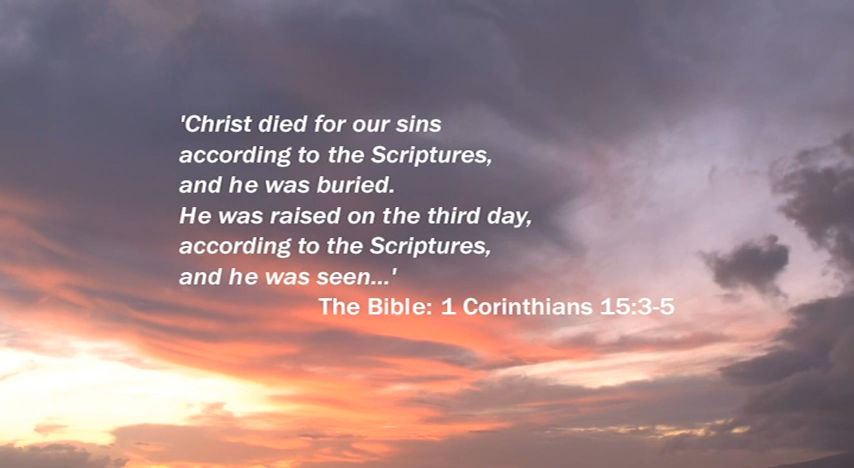 'Christ died for our sins
according to the Scriptures,
and he was buried.
He was raised on the third day,
according to the Scriptures,
and he was seen...'
The Bible: 1 Corinthians 15:3-5